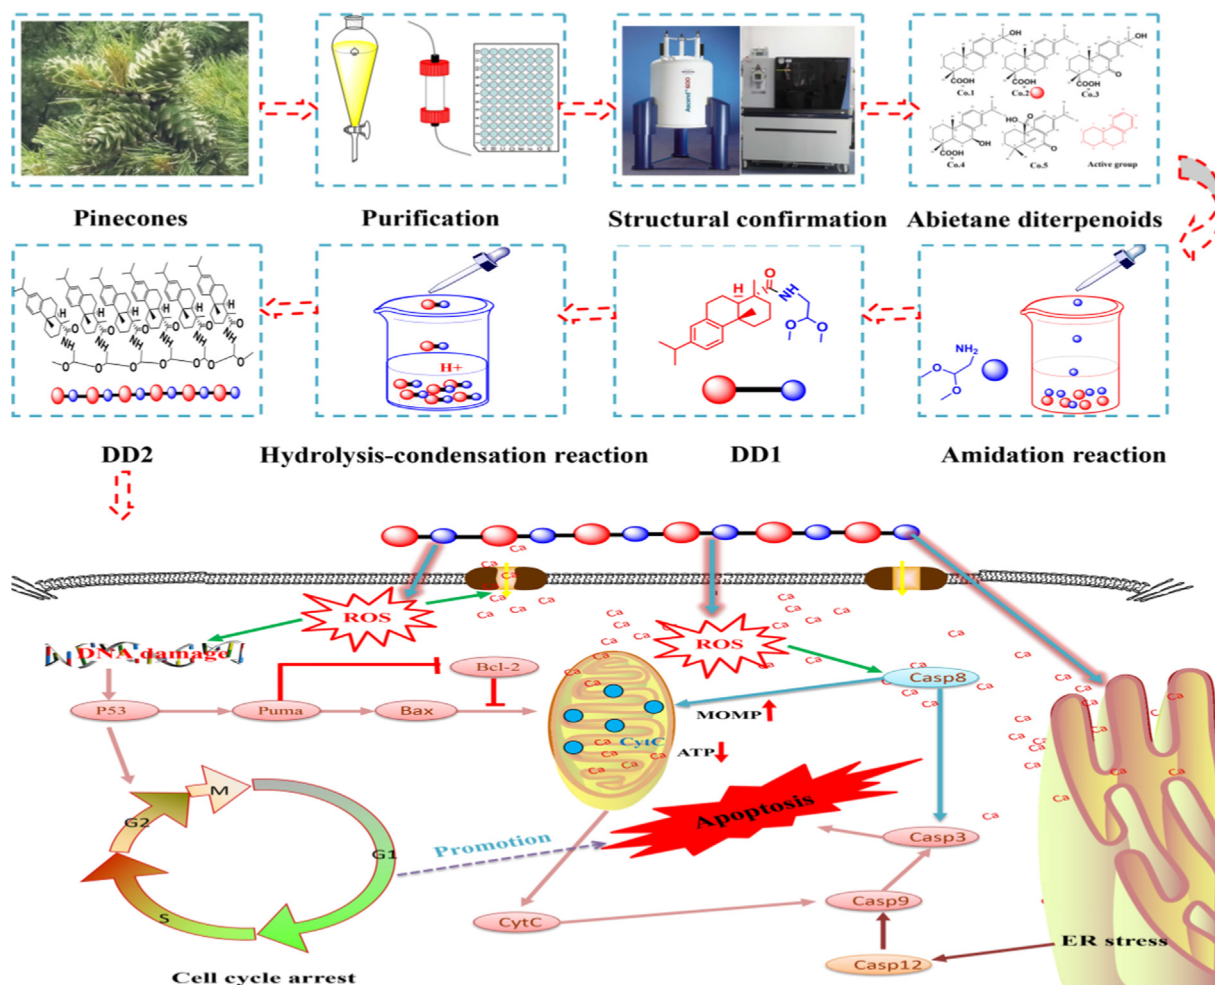 OH
OH
COOH
COOH
COOH
O
Co.1
Co.2
Co.3
HO
O
OH
O
COOH
Co.4
Co.5
Active group
Ascend 600
Pinecones
Purification
Structural confirmation
Abietane diterpenoids
H
O
NH
O
O
H+
NH2
O
O
DD2
Hydrolysis-condensation reaction
DD1
Amidation reaction
Ca
ROS
ROS
DNA damage
Bcl-2
Casp8
P53
Puma
Bax
MOMP
CytC
ATP
M
G2
G1
S
Apoptosis
Promotion
Casp3
Casp9
CytC
ER stress
Casp12
Cell cycle arrest